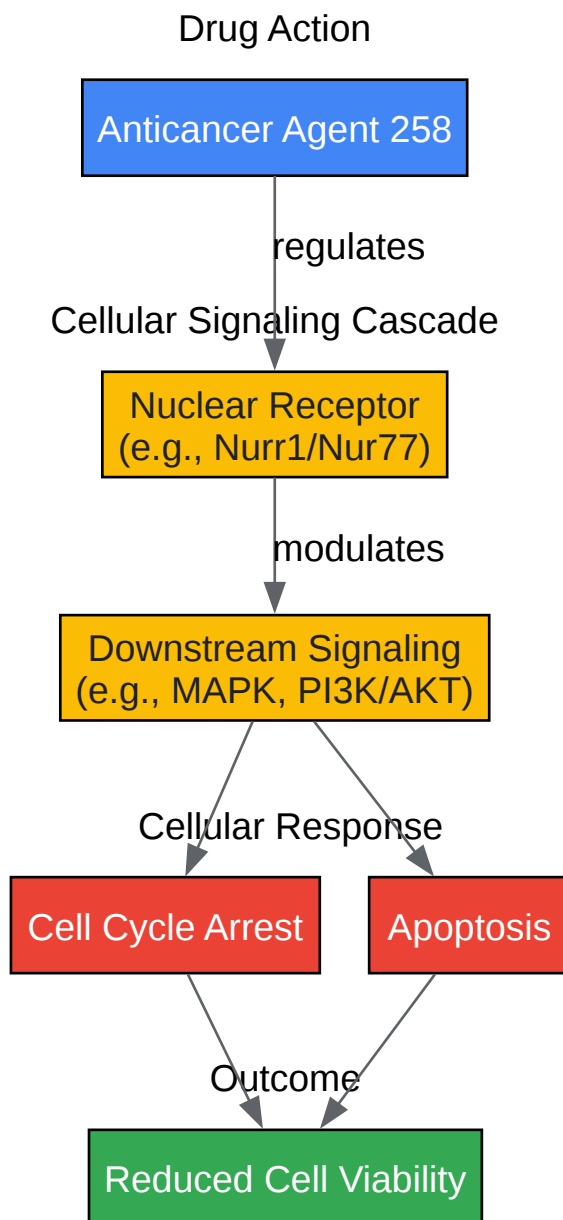 Drug Action
Anticancer Agent 258
regulates
Cellular Signaling Cascade
Nuclear Receptor
(e.g., Nurr1/Nur77)
modulates
Downstream Signaling
(e.g., MAPK, PI3K/AKT)
Cellular Response
Cell Cycle Arrest
Apoptosis
Outcome
Reduced Cell Viability